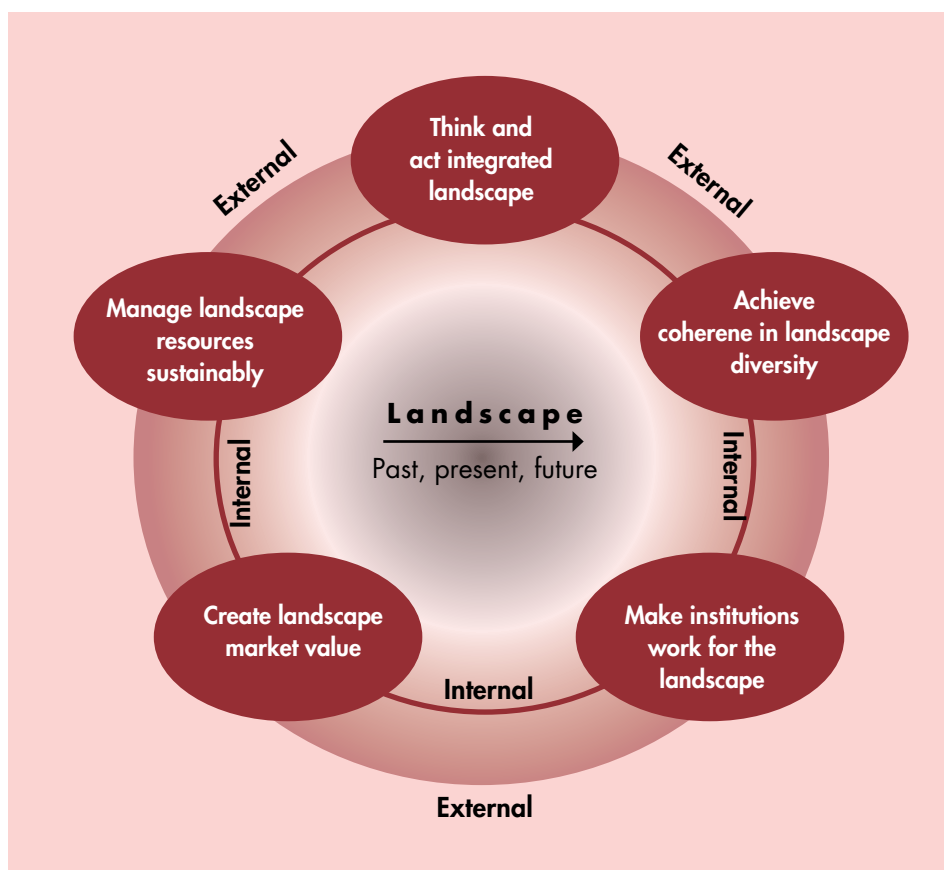 Think and
act integrated
landscape
External
External
Manage landscape
resources
sustainably
Achieve
coherene in landscape
diversity
Landscape
Past, present, future
Internal
Internal
Create landscape
market value
Make institutions
work for the
landscape
Internal
External